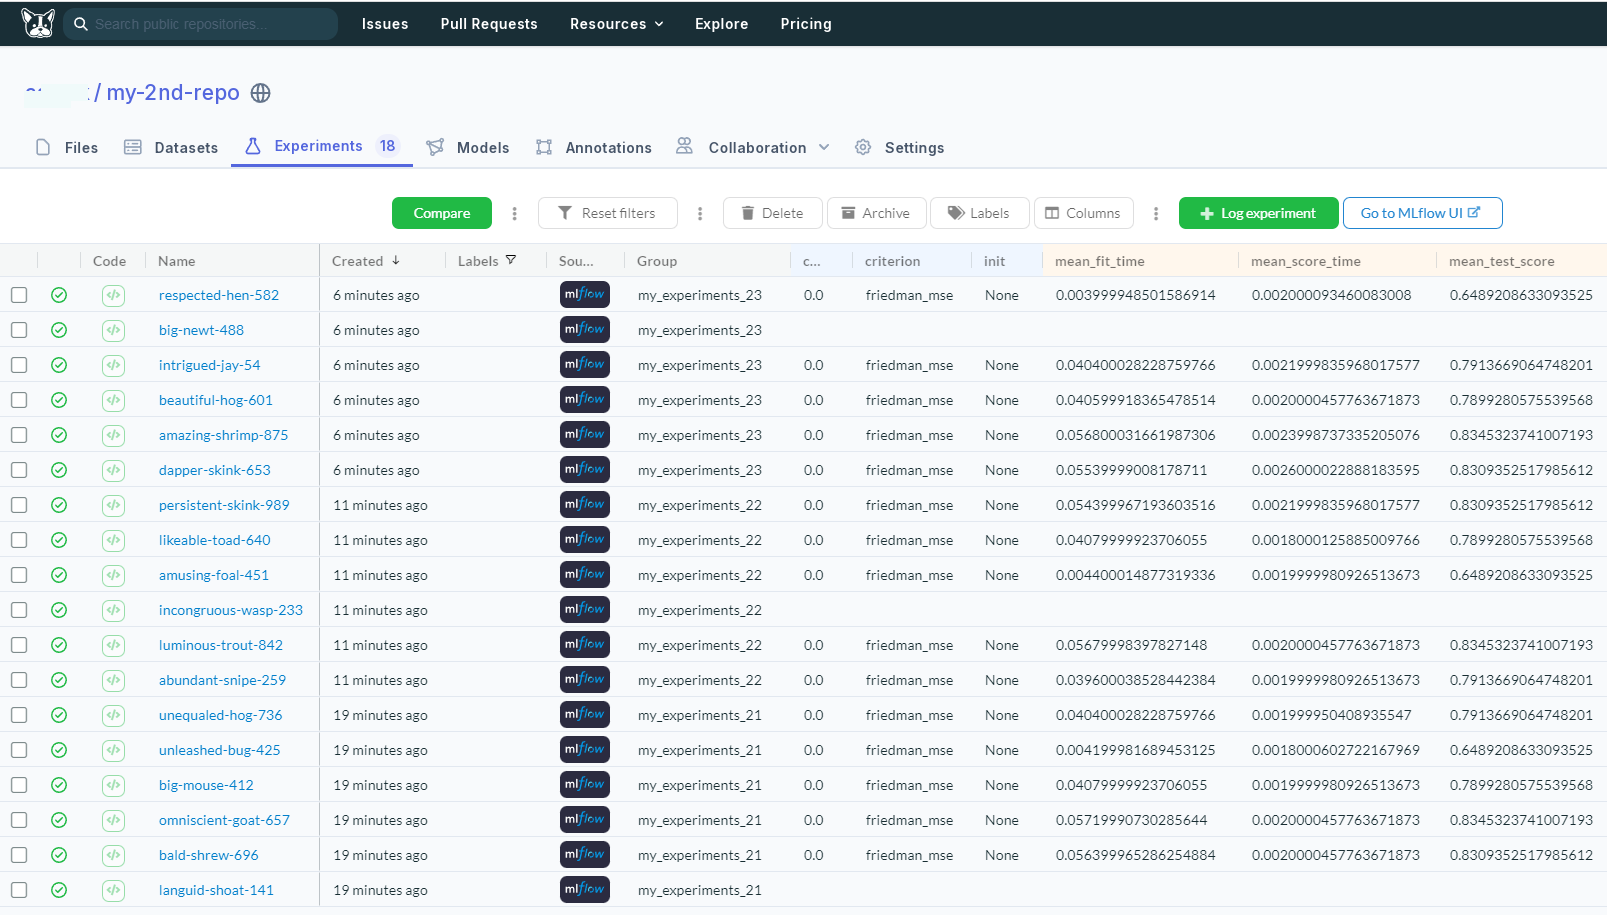 Search public repositories...
Issues Pull Requests Resources Explore Pricing
/ my-2nd-repo
Files Datasets Experiments 18 Models Annotations Collaboration Settings
Compare Reset filters Delete Archive Labels Columns Log experiment Go to MLflow UI
Code Name Created Labels Sou... Group c... criterion init mean_fit_time mean_score_time mean_test_score
respected-hen-582 6 minutes ago mlflow my_experiments_23 0.0 friedman_mse None 0.003999948501586914 0.002000093460083008 0.6489208633093525
big-newt-488 6 minutes ago mlflow my_experiments_23
intrigued-jay-54 6 minutes ago mlflow my_experiments_23 0.0 friedman_mse None 0.040400028228759766 0.002199983596801757​7 0.7913669064748201
beautiful-hog-601 6 minutes ago mlflow my_experiments_23 0.0 friedman_mse None 0.040599918365478514 0.0020000457763671873 0.7899280575539568
amazing-shrimp-875 6 minutes ago mlflow my_experiments_23 0.0 friedman_mse None 0.056800031661987306 0.0023998737335205076 0.8345323741007193
dapper-skink-653 6 minutes ago mlflow my_experiments_23 0.0 friedman_mse None 0.05539999008178711 0.0026000022888183595 0.8309352517985612
persistent-skink-989 11 minutes ago mlflow my_experiments_22 0.0 friedman_mse None 0.054399967193603516 0.0021999835968017577 0.8309352517985612
likeable-toad-640 11 minutes ago mlflow my_experiments_22 0.0 friedman_mse None 0.04079999923706055 0.0018000125885009766 0.7899280575539568
amusing-foal-451 11 minutes ago mlflow my_experiments_22 0.0 friedman_mse None 0.004400014877319336 0.0019999980926513673 0.6489208633093525
incongruous-wasp-233 11 minutes ago mlflow my_experiments_22
luminous-trout-842 11 minutes ago mlflow my_experiments_22 0.0 friedman_mse None 0.05679998397827148 0.0020000457763671873 0.8345323741007193
abundant-snipe-259 11 minutes ago mlflow my_experiments_22 0.0 friedman_mse None 0.039600038528442384 0.0019999980926513673 0.7913669064748201
unequaled-hog-736 19 minutes ago mlflow my_experiments_21 0.0 friedman_mse None 0.040400028228759766 0.001999950408935547 0.7913669064748201
unleashed-bug-425 19 minutes ago mlflow my_experiments_21 0.0 friedman_mse None 0.004199981689453125 0.0018000602722167969 0.6489208633093525
big-mouse-412 19 minutes ago mlflow my_experiments_21 0.0 friedman_mse None 0.04079999923706055 0.0019999980926513673 0.7899280575539568
omniscient-goat-657 19 minutes ago mlflow my_experiments_21 0.0 friedman_mse None 0.05719990730285644 0.0020000457763671873 0.8345323741007193
bald-shrew-696 19 minutes ago mlflow my_experiments_21 0.0 friedman_mse None 0.056399965286254884 0.0020000457763671873 0.8309352517985612
languid-shoat-141 19 minutes ago mlflow my_experiments_21